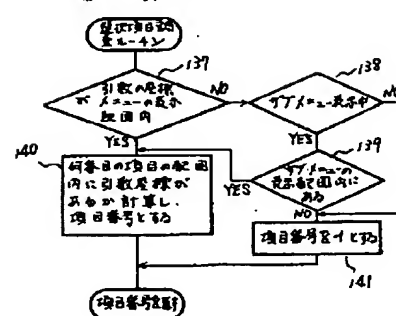 選択項目調
査ルーチン
137
引数の座標
がメニューの表示
範囲内
NO
138
サブメニュー表示中
NO
YES
YES
139
サブメニューの
表示範囲内に
ある
YES
NO
140
何番目の項目の範囲
内に引数座標が
あるか計算し、
項目番号とする
項目番号を-1とする
141
項目番号を